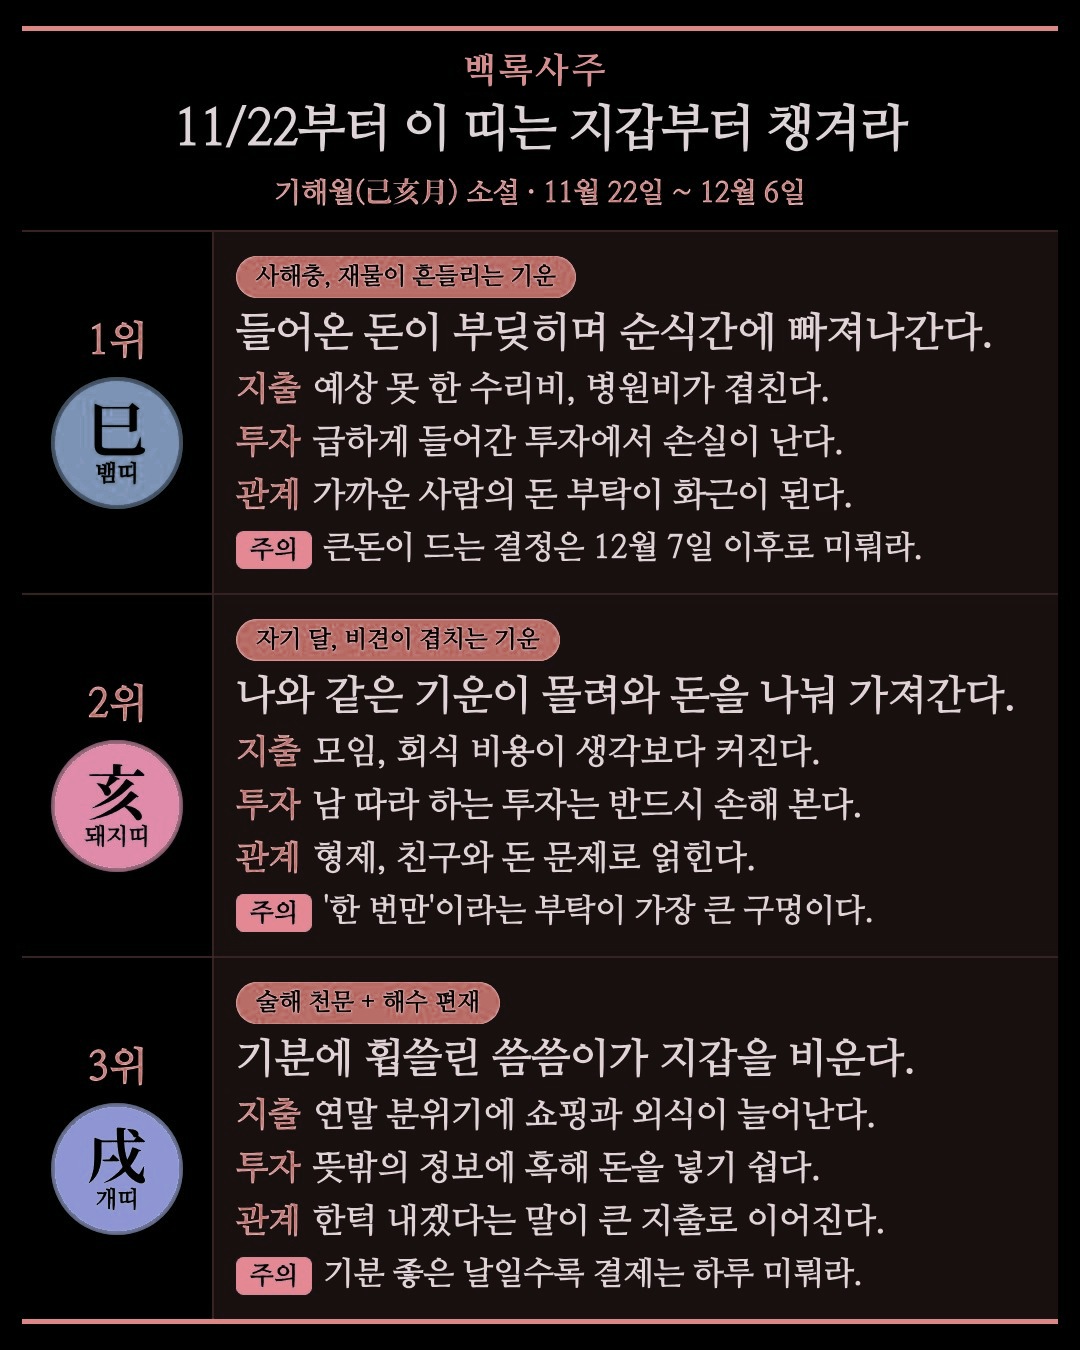 백록사주
11/22부터 이 띠는 지갑부터 챙겨라
기해월(己亥月) 소설 · 11월 22일 ~ 12월 6일
1위
巳
뱀띠
사해충, 재물이 흔들리는 기운
들어온 돈이 부딪히며 순식간에 빠져나간다.
지출 예상 못 한 수리비, 병원비가 겹친다.
투자 급하게 들어간 투자에서 손실이 난다.
관계 가까운 사람의 돈 부탁이 화근이 된다.
주의 큰돈이 드는 결정은 12월 7일 이후로 미뤄라.
2위
亥
돼지띠
자기 달, 비견이 겹치는 기운
나와 같은 기운이 몰려와 돈을 나눠 가져간다.
지출 모임, 회식 비용이 생각보다 커진다.
투자 남 따라 하는 투자는 반드시 손해 본다.
관계 형제, 친구와 돈 문제로 얽힌다.
주의 '한 번만'이라는 부탁이 가장 큰 구멍이다.
3위
戌
개띠
술해 천문 + 해수 편재
기분에 휩쓸린 씀씀이가 지갑을 비운다.
지출 연말 분위기에 쇼핑과 외식이 늘어난다.
투자 뜻밖의 정보에 혹해 돈을 넣기 쉽다.
관계 한턱 내겠다는 말이 큰 지출로 이어진다.
주의 기분 좋은 날일수록 결제는 하루 미뤄라.